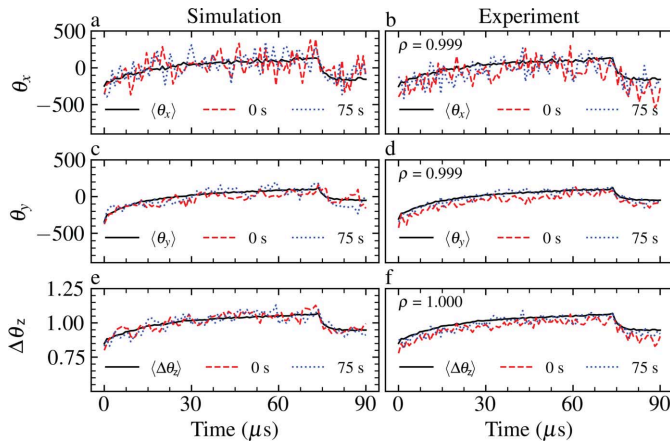 Simulation
Experiment
a
b
500
0
−500
θx
ρ = 0.999
⟨θx⟩ 0 s 75 s
⟨θx⟩ 0 s 75 s
c
d
500
0
−500
θy
ρ = 0.999
⟨θy⟩ 0 s 75 s
⟨θy⟩ 0 s 75 s
e
f
1.25
1.00
0.75
Δθz
ρ = 1.000
⟨Δθz⟩ 0 s 75 s
⟨Δθz⟩ 0 s 75 s
0 30 60 90
0 30 60 90
Time (μs)
Time (μs)